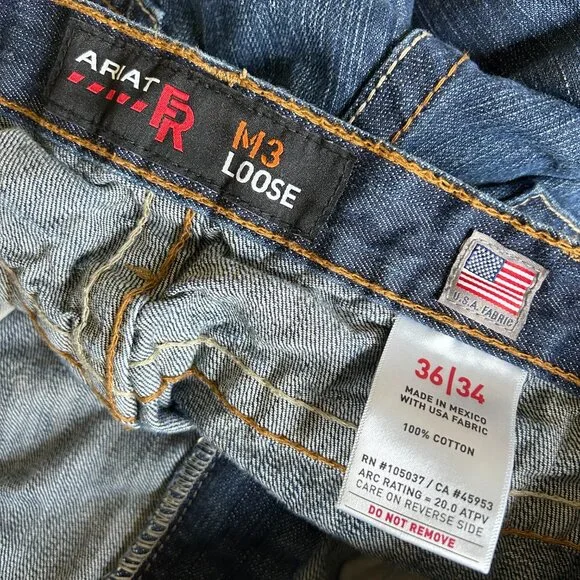 ARIAT FR
M3
LOOSE
U.S.A. FABRIC
36|34
MADE IN MEXICO
WITH USA FABRIC
100% COTTON
RN #105037 / CA #45953
ARC RATING = 20.0 ATPV
CARE ON REVERSE SIDE
DO NOT REMOVE